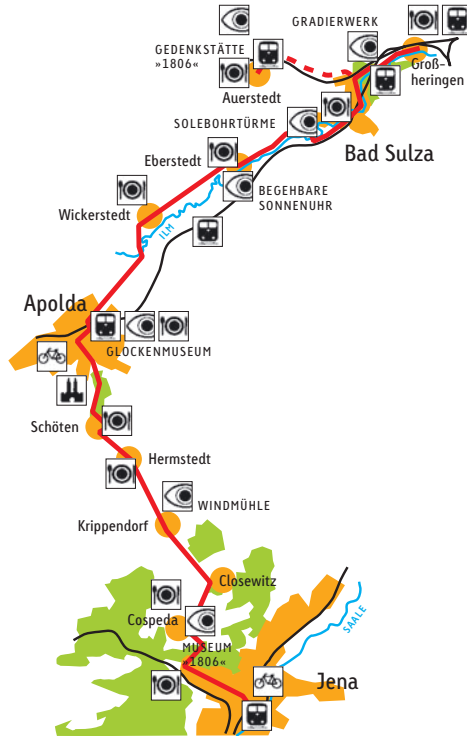 GRADIERWERK
GEDENKSTÄTTE
»1806«
Groß-
heringen
Auerstedt
SOLEBOHRTÜRME
Bad Sulza
Eberstedt
BEGEHBARE
SONNENUHR
Wickerstedt
ILM
Apolda
GLOCKENMUSEUM
Schöten
Hermstedt
WINDMÜHLE
Krippendorf
Closewitz
Cospeda
SAALE
MUSEUM
»1806«
Jena